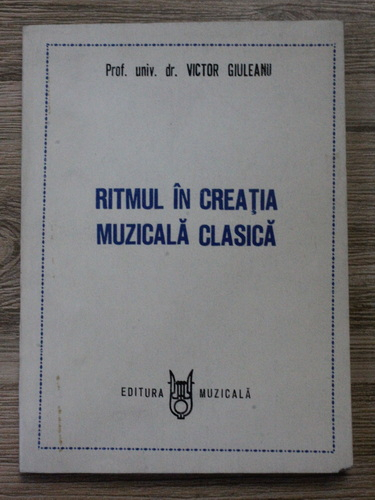 Prof. univ. dr. VICTOR GIULEANU
RITMUL ÎN CREAȚIA
MUZICALĂ CLASICĂ
EDITURA MUZICALĂ